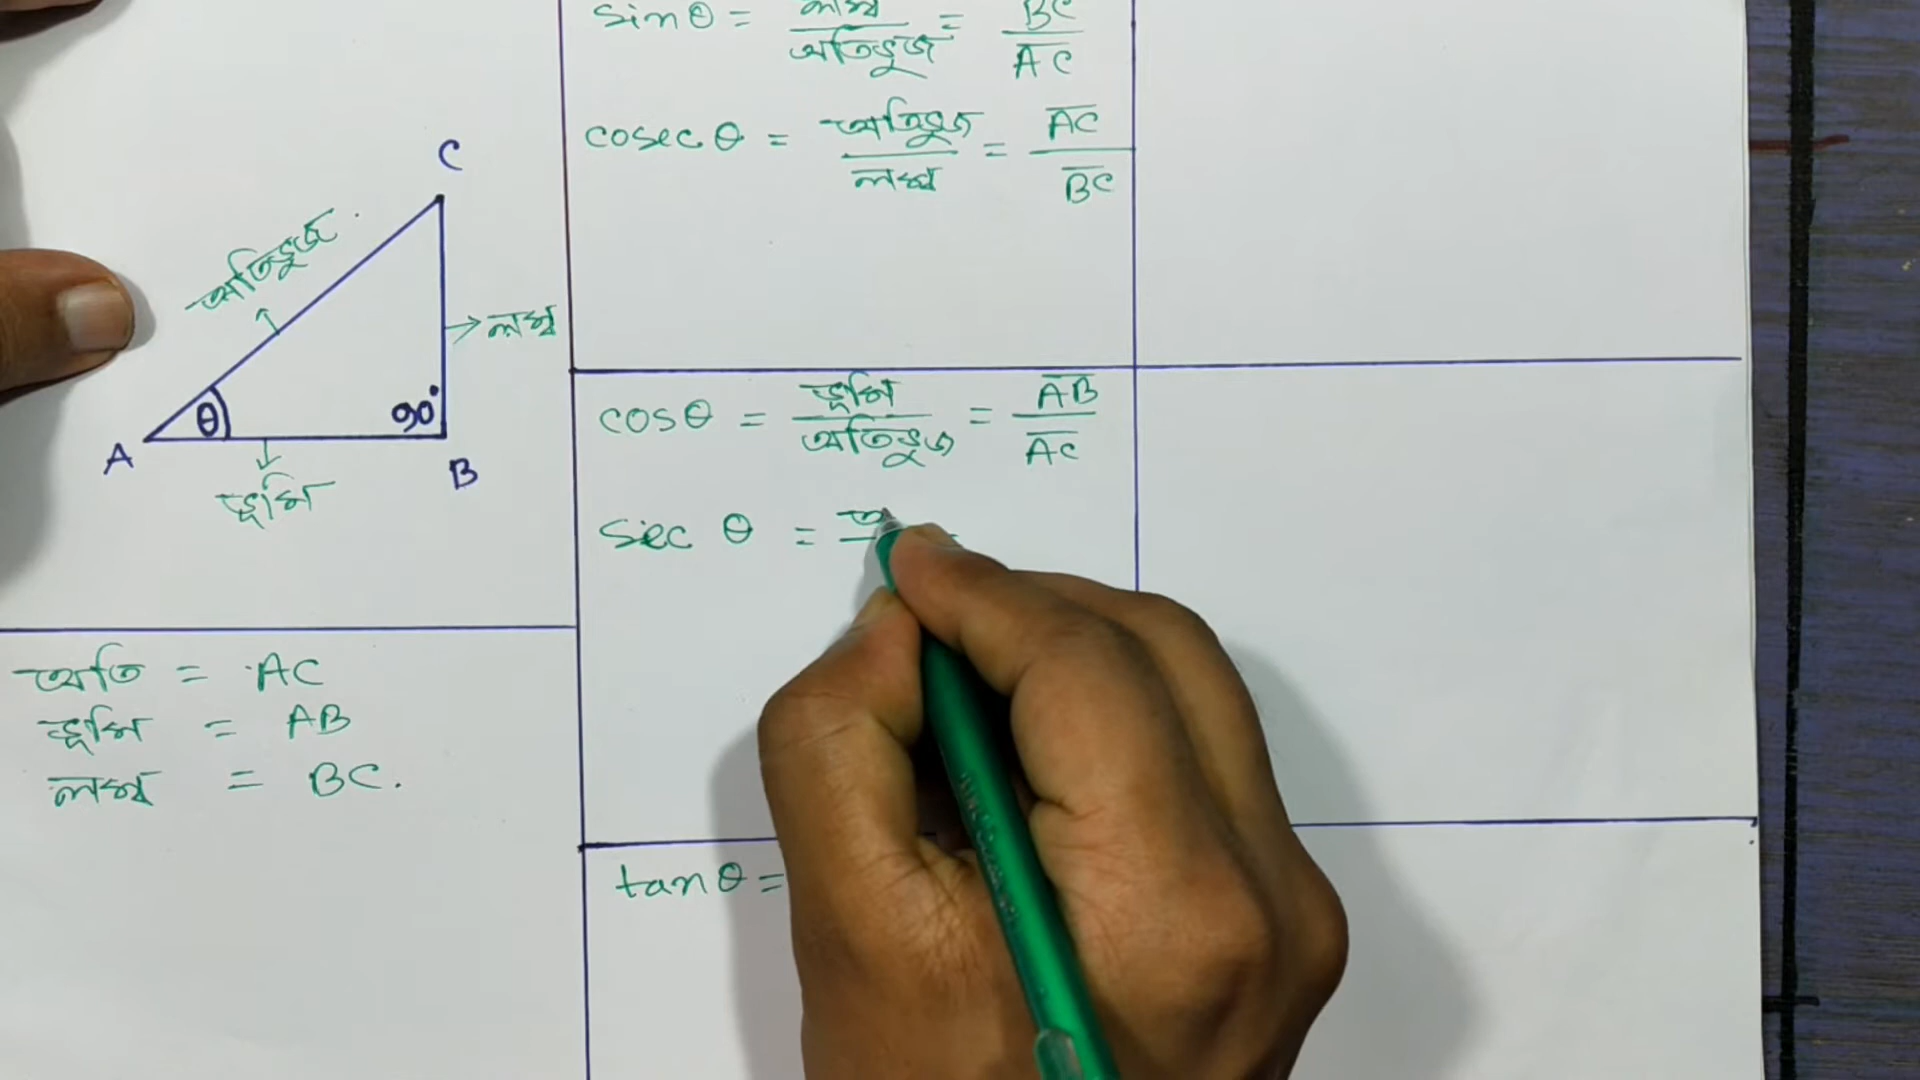 C
অতিভুজ
→ লম্ব
θ
90°
A
B
ভূমি
অতি = AC
ভূমি = AB
লম্ব = BC.
sinθ = লম্ব / অতিভুজ = BC / AC
cosec θ = অতিভুজ / লম্ব = AC / BC
cosθ = ভূমি / অতিভুজ = AB / AC
sec θ = অ
tanθ =